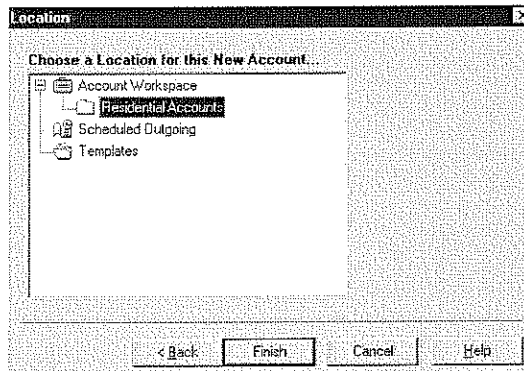 Location
Choose a Location for this New Account...
Account Workspace
Residential Accounts
Scheduled Outgoing
Templates
< Back Finish Cancel Help